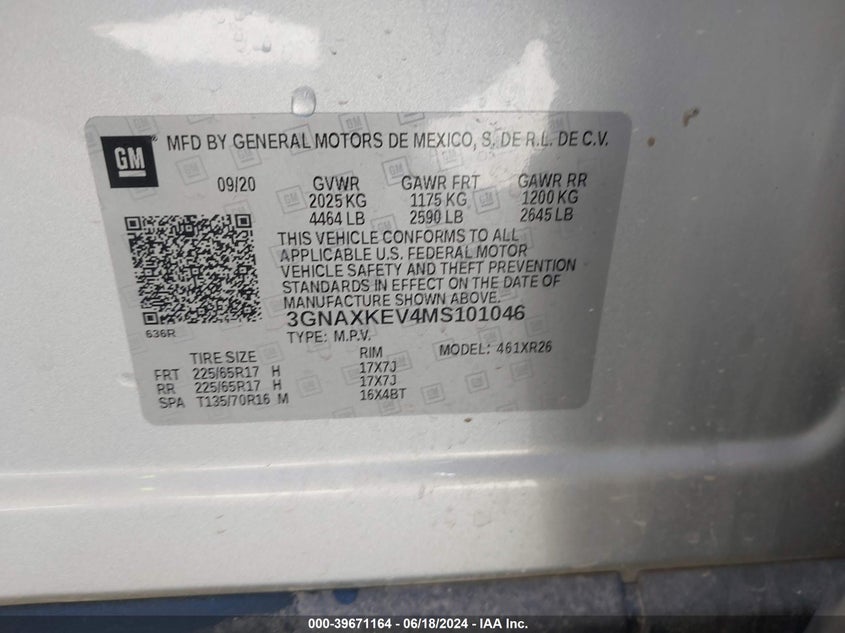 GM
MFD BY GENERAL MOTORS DE MEXICO, S. DE R.L. DE C.V.
09/20 GVWR GAWR FRT GAWR RR
2025 KG 1175 KG 1200 KG
4464 LB 2590 LB 2645 LB
THIS VEHICLE CONFORMS TO ALL
APPLICABLE U.S. FEDERAL MOTOR
VEHICLE SAFETY AND THEFT PREVENTION
STANDARDS IN EFFECT ON THE DATE OF
MANUFACTURE SHOWN ABOVE.
3GNAXKEV4MS101046
636R
TYPE: M.P.V. MODEL: 461XR26
TIRE SIZE RIM
FRT 225/65R17 H 17X7J
RR 225/65R17 H 17X7J
SPA T135/70R16 M 16X4BT
000-39671164 - 06/18/2024 - IAA Inc.